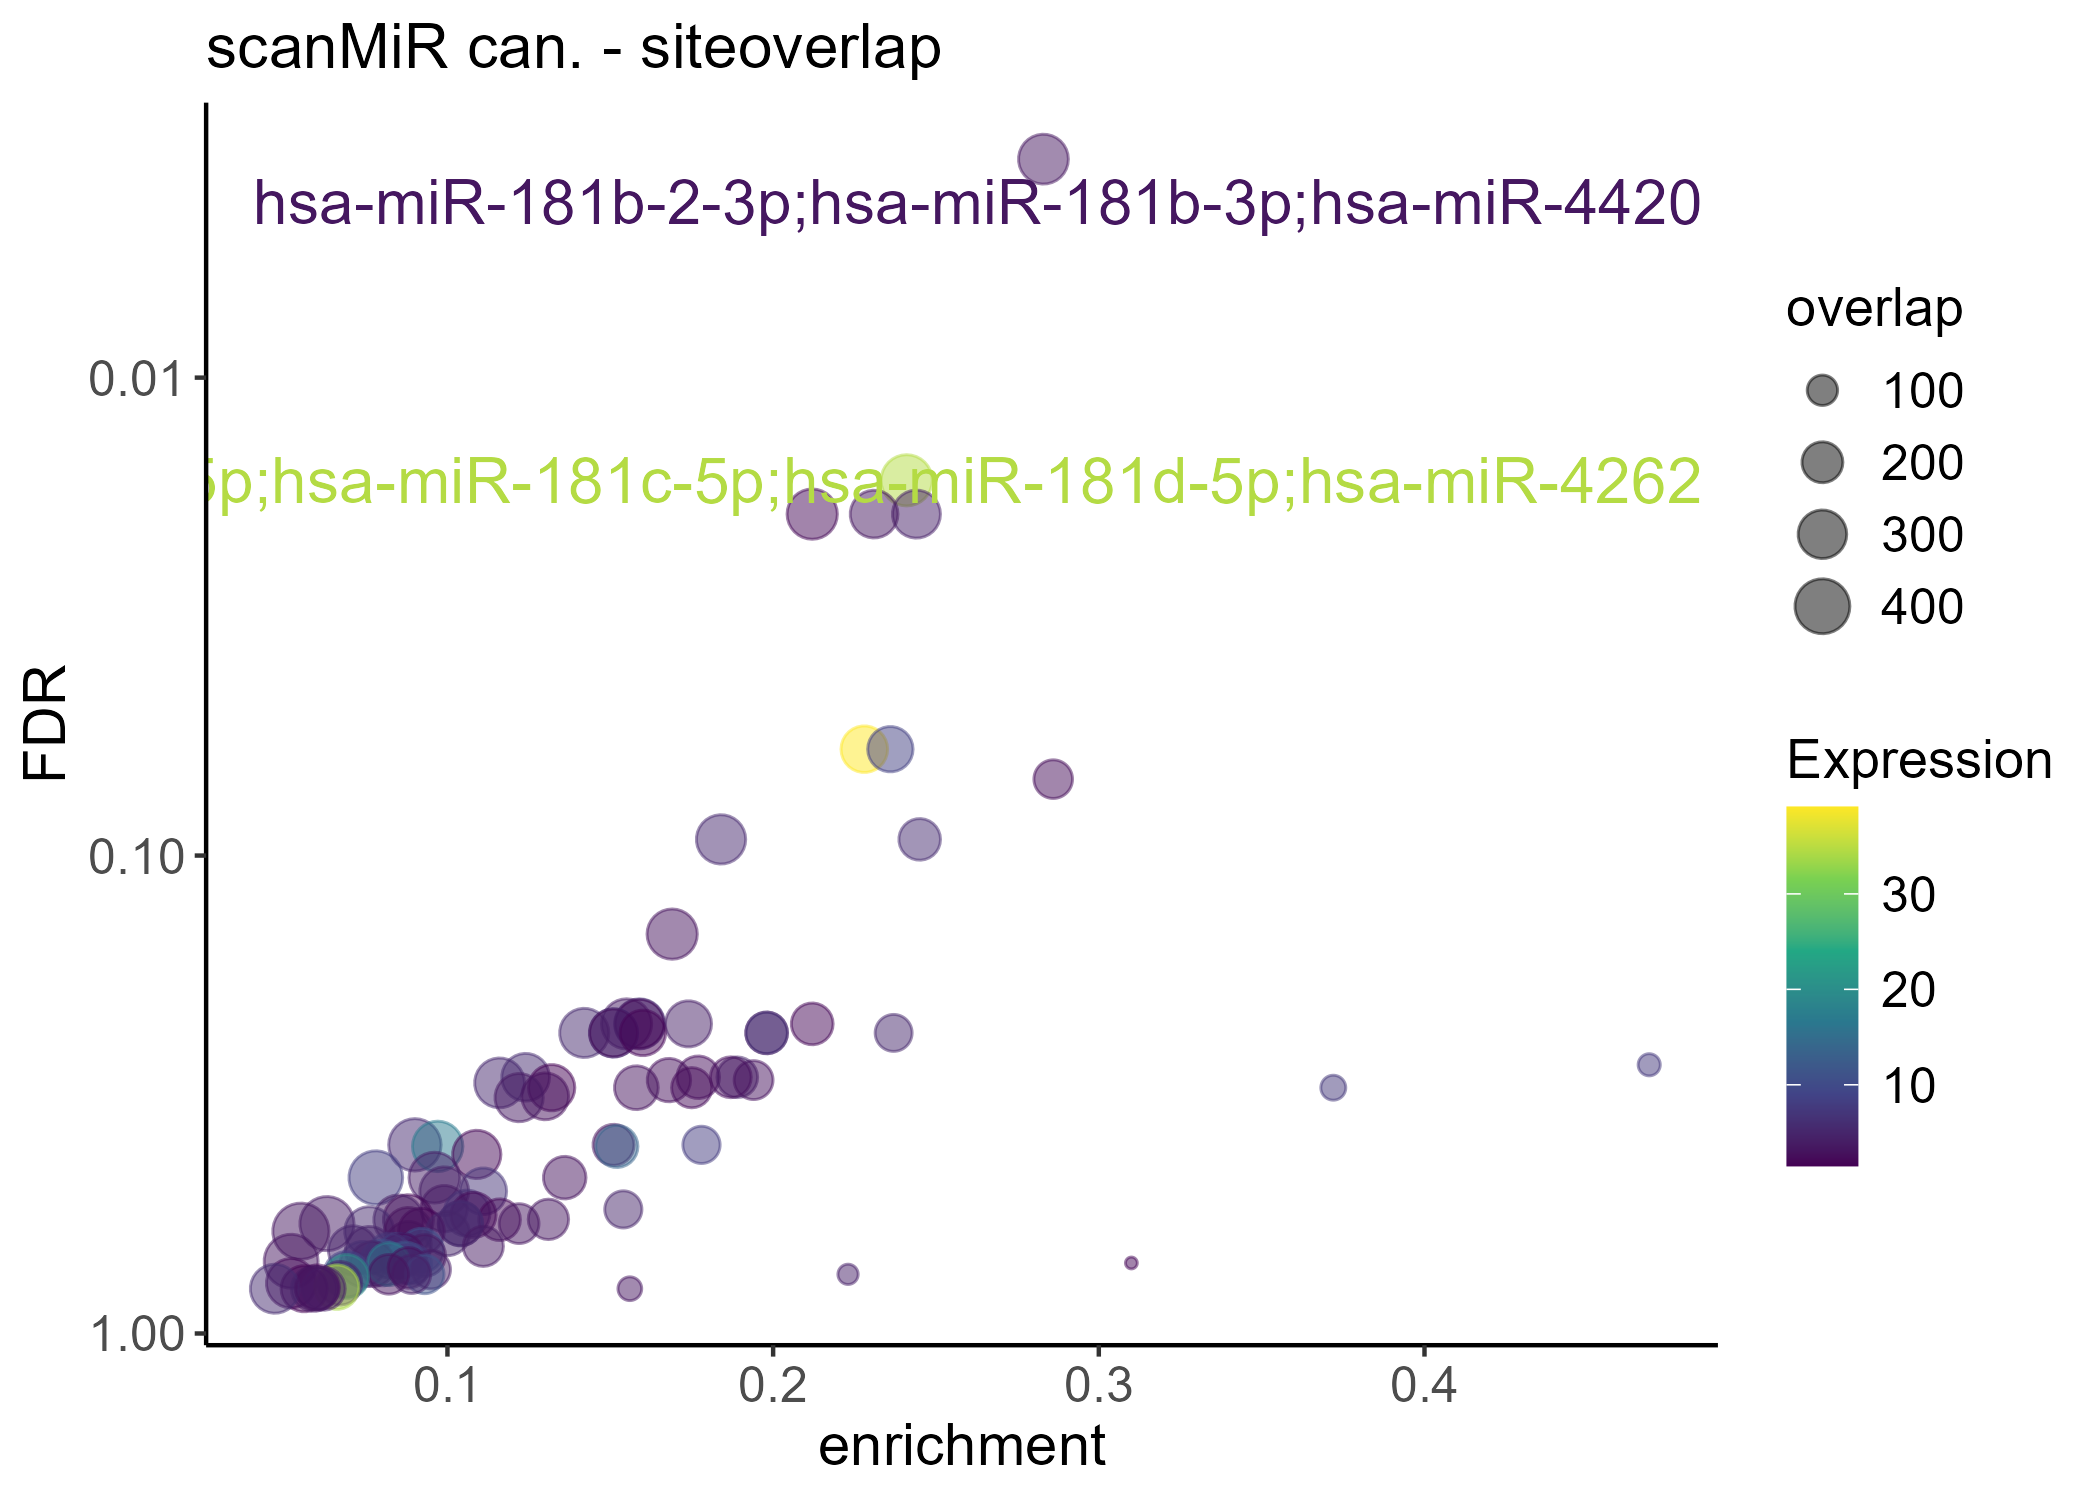 scanMiR can. - siteoverlap
hsa-miR-181b-2-3p;hsa-miR-181b-3p;hsa-miR-4420
5p;hsa-miR-181c-5p;hsa-miR-181d-5p;hsa-miR-4262
0.01
0.10
1.00
FDR
0.1 0.2 0.3 0.4
enrichment
overlap
100
200
300
400
Expression
30
20
10